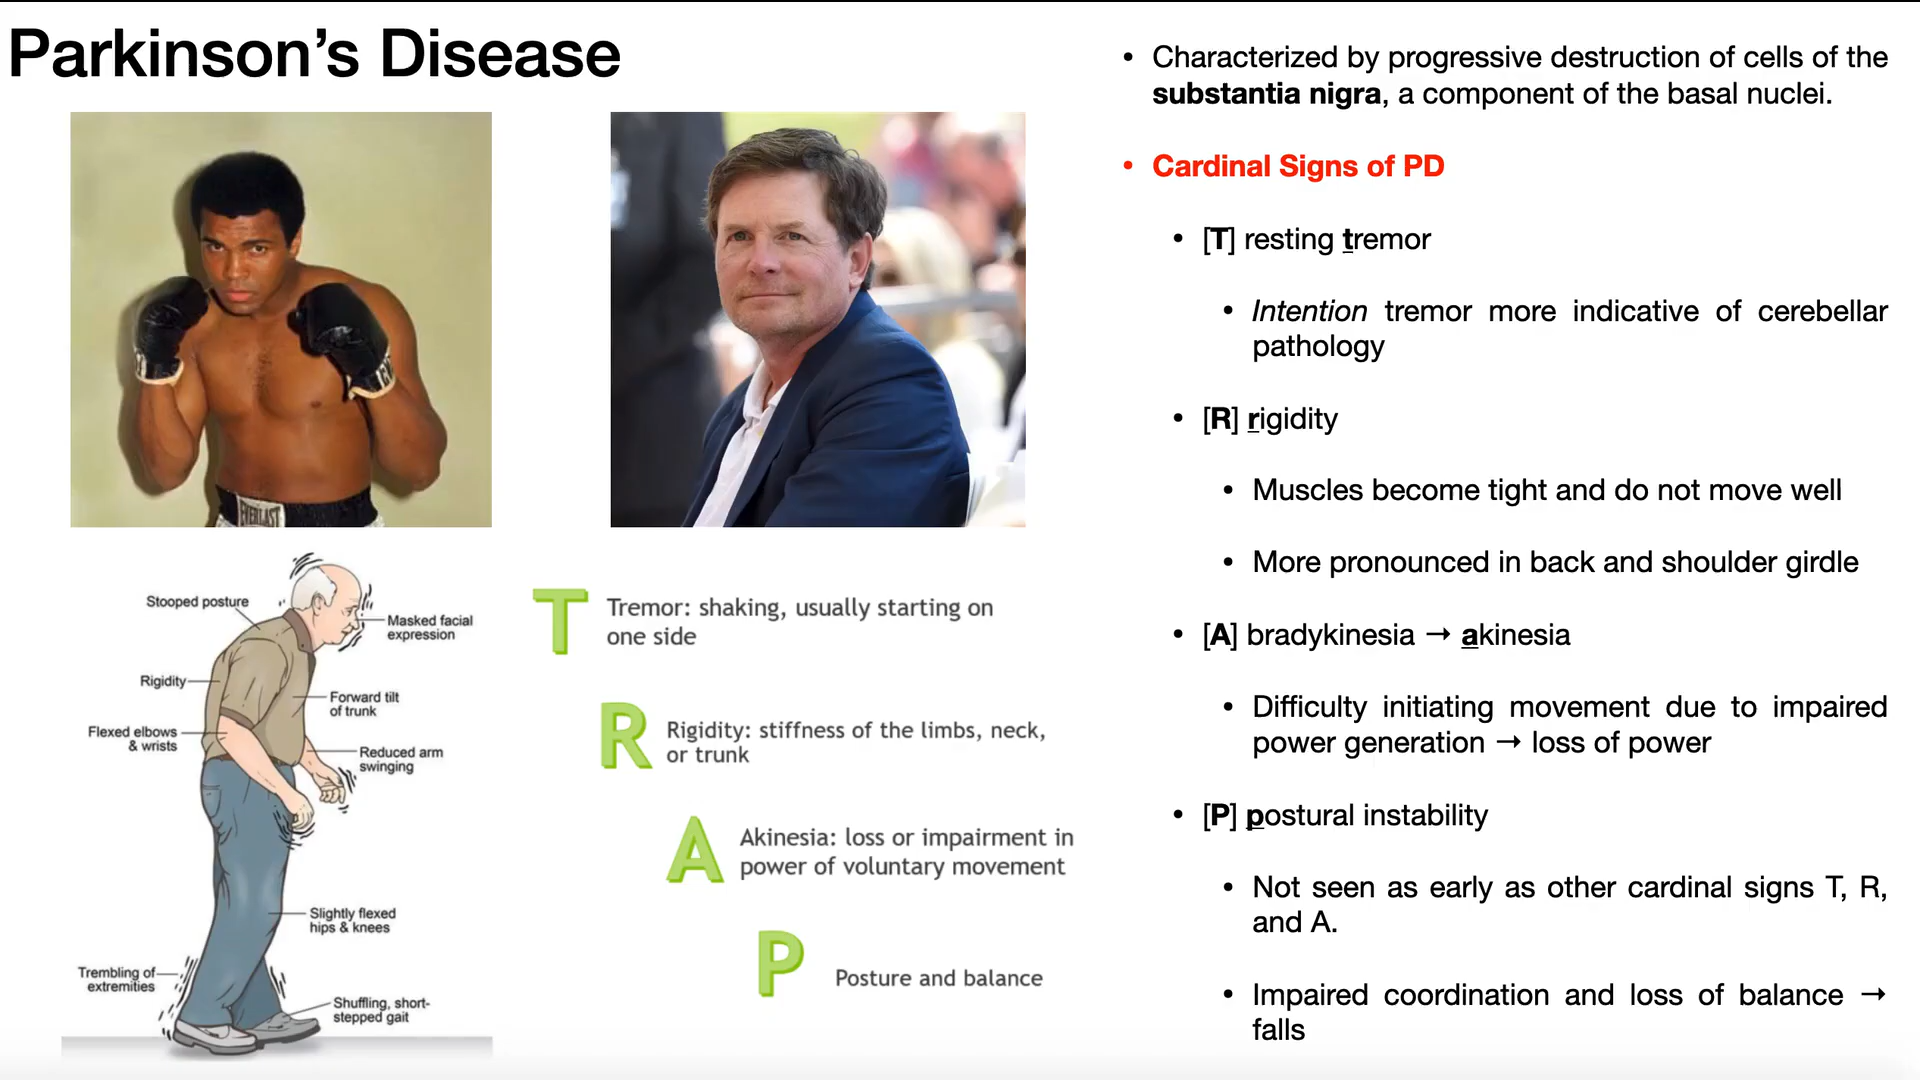 Parkinson’s Disease
EVERLAST
Stooped posture
Masked facial
expression
Rigidity
Forward tilt
of trunk
Flexed elbows
& wrists
Reduced arm
swinging
Slightly flexed
hips & knees
Trembling of
extremities
Shuffling, short-
stepped gait
T
Tremor: shaking, usually starting on
one side
R
Rigidity: stiffness of the limbs, neck,
or trunk
A
Akinesia: loss or impairment in
power of voluntary movement
P
Posture and balance
• Characterized by progressive destruction of cells of the
substantia nigra, a component of the basal nuclei.
• Cardinal Signs of PD
• [T] resting tremor
• Intention tremor more indicative of cerebellar
pathology
• [R] rigidity
• Muscles become tight and do not move well
• More pronounced in back and shoulder girdle
• [A] bradykinesia → akinesia
• Difficulty initiating movement due to impaired
power generation → loss of power
• [P] postural instability
• Not seen as early as other cardinal signs T, R,
and A.
• Impaired coordination and loss of balance →
falls